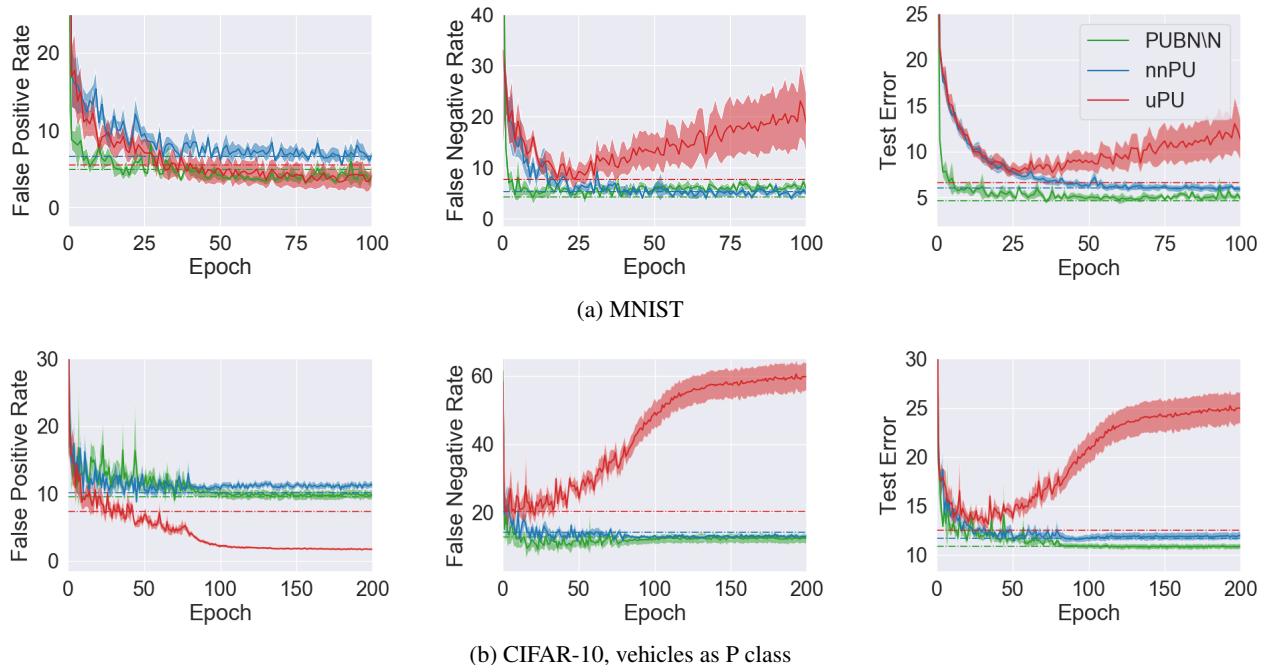 False Positive Rate
20
10
0
0 25 50 75 100
Epoch
False Negative Rate
40
30
20
10
0
0 25 50 75 100
Epoch
Test Error
25
20
15
10
5
PUBN\N
nnPU
uPU
0 25 50 75 100
Epoch
(a) MNIST
False Positive Rate
30
20
10
0
0 50 100 150 200
Epoch
False Negative Rate
60
40
20
0 50 100 150 200
Epoch
Test Error
30
25
20
15
10
0 50 100 150 200
Epoch
(b) CIFAR-10, vehicles as P class